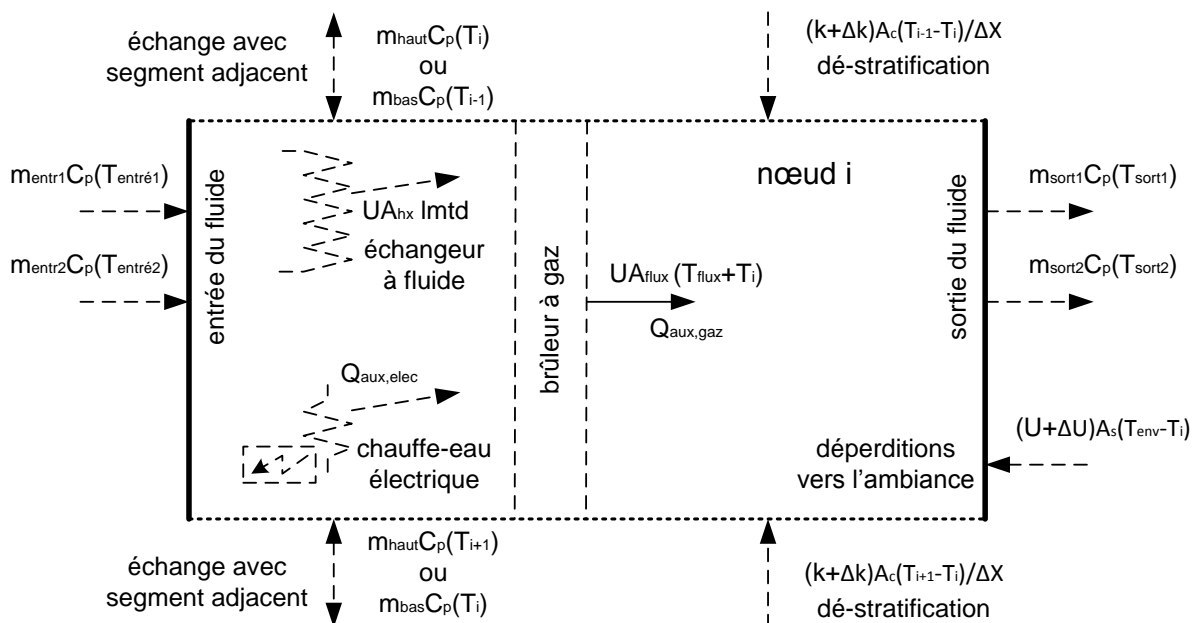 échange avec
segment adjacent
mhautCp(Ti)
ou
mbasCp(Ti-1)
(k+Δk)Ac(Ti-1-Ti)/ΔX
dé-stratification
mentr1Cp(Tentré1)
mentr2Cp(Tentré2)
entrée du fluide
UAhx lmtd
échangeur
à fluide
Qaux,elec
chauffe-eau
électrique
brûleur à gaz
nœud i
UAflux (Tflux+Ti)
Qaux,gaz
sortie du fluide
msort1Cp(Tsort1)
msort2Cp(Tsort2)
déperditions
vers l'ambiance
(U+ΔU)As(Tenv-Ti)
échange avec
segment adjacent
mhautCp(Ti+1)
ou
mbasCp(Ti)
(k+Δk)Ac(Ti+1-Ti)/ΔX
dé-stratification